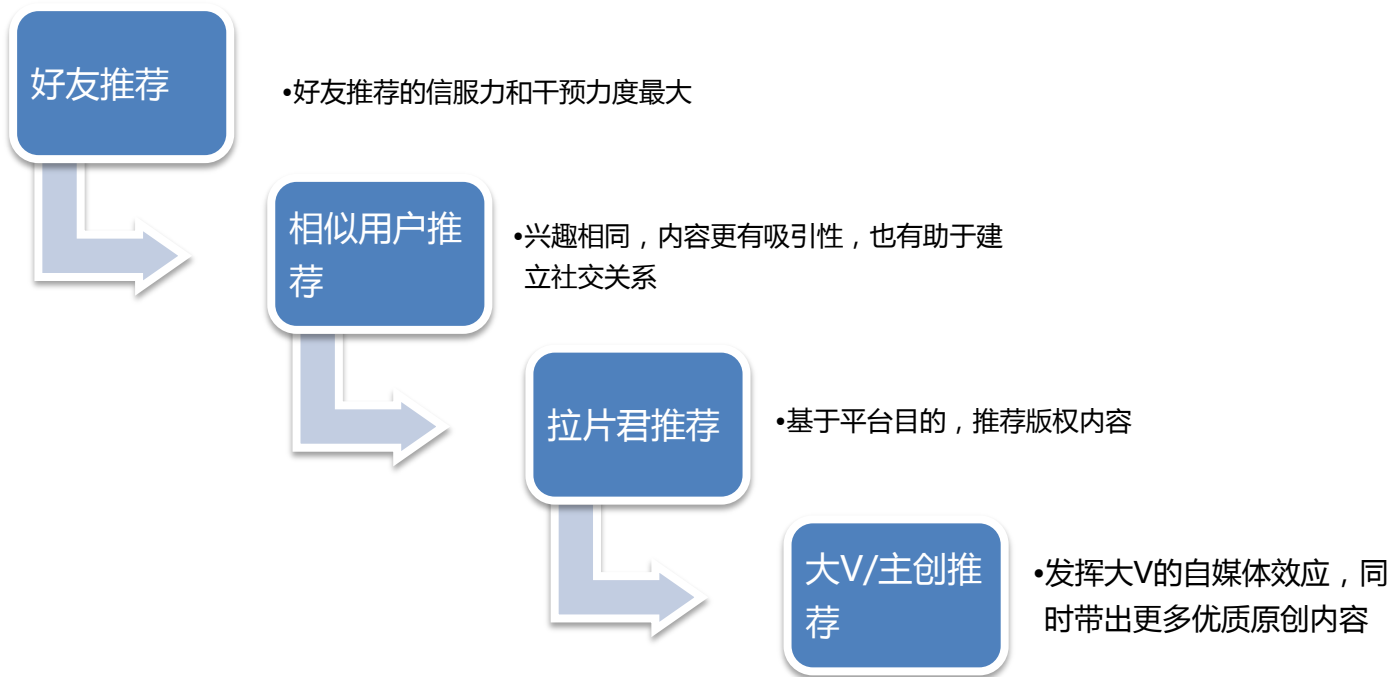 好友推荐
•好友推荐的信服力和干预力度最大
相似用户推
荐
•兴趣相同，内容更有吸引性，也有助于建
立社交关系
拉片君推荐
•基于平台目的，推荐版权内容
大V/主创推
荐
•发挥大V的自媒体效应，同
时带出更多优质原创内容